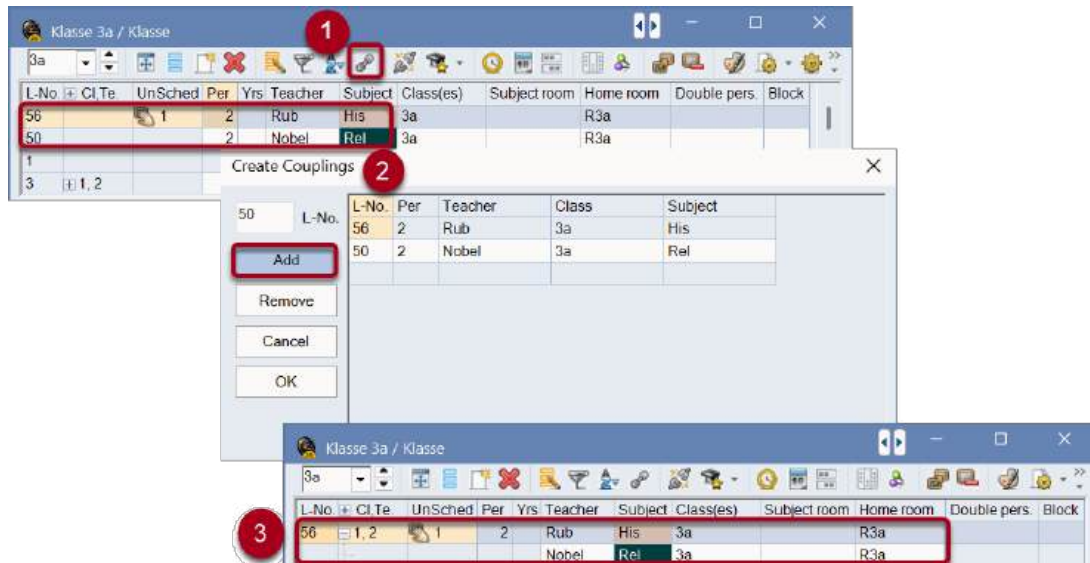 Klasse 3a / Klasse
1
3a
L-No. Cl,Te. UnSched Per Yrs Teacher Subject Class(es) Subject room Home room Double pers. Block
56 1 2 Rub His 3a R3a
50 2 Nobel Rel 3a R3a
1
3 1, 2
Create Couplings
2
50 L-No.
L-No. Per Teacher Class Subject
56 2 Rub 3a His
50 2 Nobel 3a Rel
Add
Remove
Cancel
OK
Klasse 3a / Klasse
3a
L-No. Cl,Te. UnSched Per Yrs Teacher Subject Class(es) Subject room Home room Double pers. Block
3
56 1, 2 1 2 Rub His 3a R3a
Nobel Rel 3a R3a